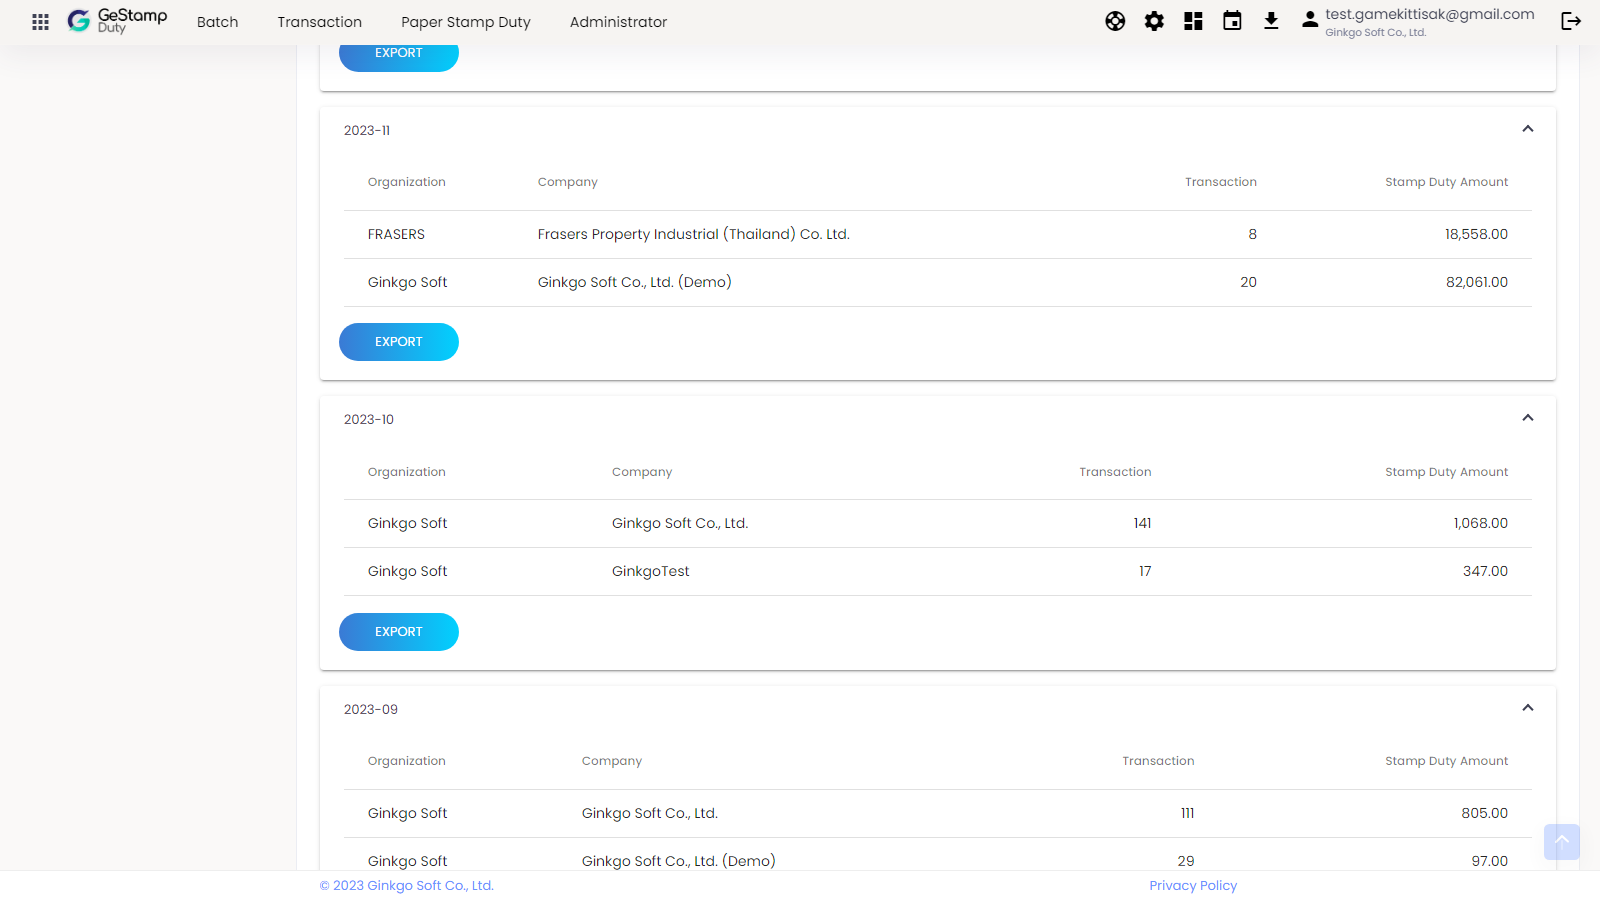 GeStamp
Duty
Batch
Transaction
Paper Stamp Duty
Administrator
test.gamekittisak@gmail.com
Ginkgo Soft Co., Ltd.
EXPORT
2023-11
Organization Company Transaction Stamp Duty Amount
FRASERS Frasers Property Industrial (Thailand) Co. Ltd. 8 18,558.00
Ginkgo Soft Ginkgo Soft Co., Ltd. (Demo) 20 82,061.00
EXPORT
2023-10
Organization Company Transaction Stamp Duty Amount
Ginkgo Soft Ginkgo Soft Co., Ltd. 141 1,068.00
Ginkgo Soft GinkgoTest 17 347.00
EXPORT
2023-09
Organization Company Transaction Stamp Duty Amount
Ginkgo Soft Ginkgo Soft Co., Ltd. 111 805.00
Ginkgo Soft Ginkgo Soft Co., Ltd. (Demo) 29 97.00
© 2023 Ginkgo Soft Co., Ltd. Privacy Policy